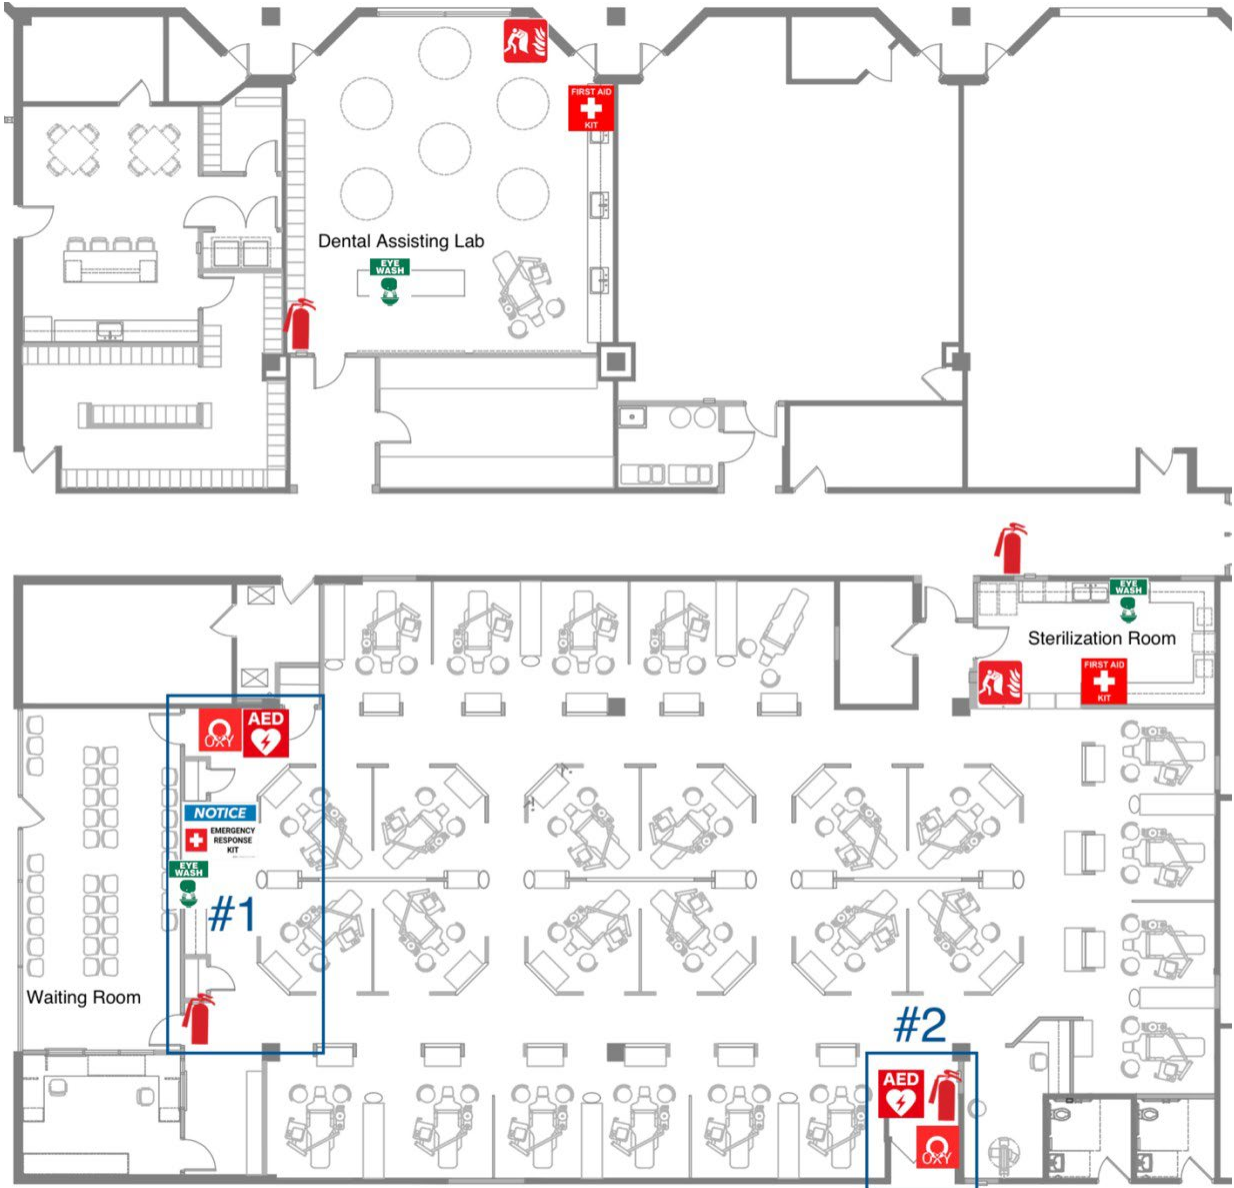 FIRST AID
KIT
Dental Assisting Lab
EYE
WASH
EYE
WASH
Sterilization Room
FIRST AID
KIT
OXY
AED
NOTICE
EMERGENCY
RESPONSE
KIT
EYE
WASH
#1
Waiting Room
#2
AED
OXY